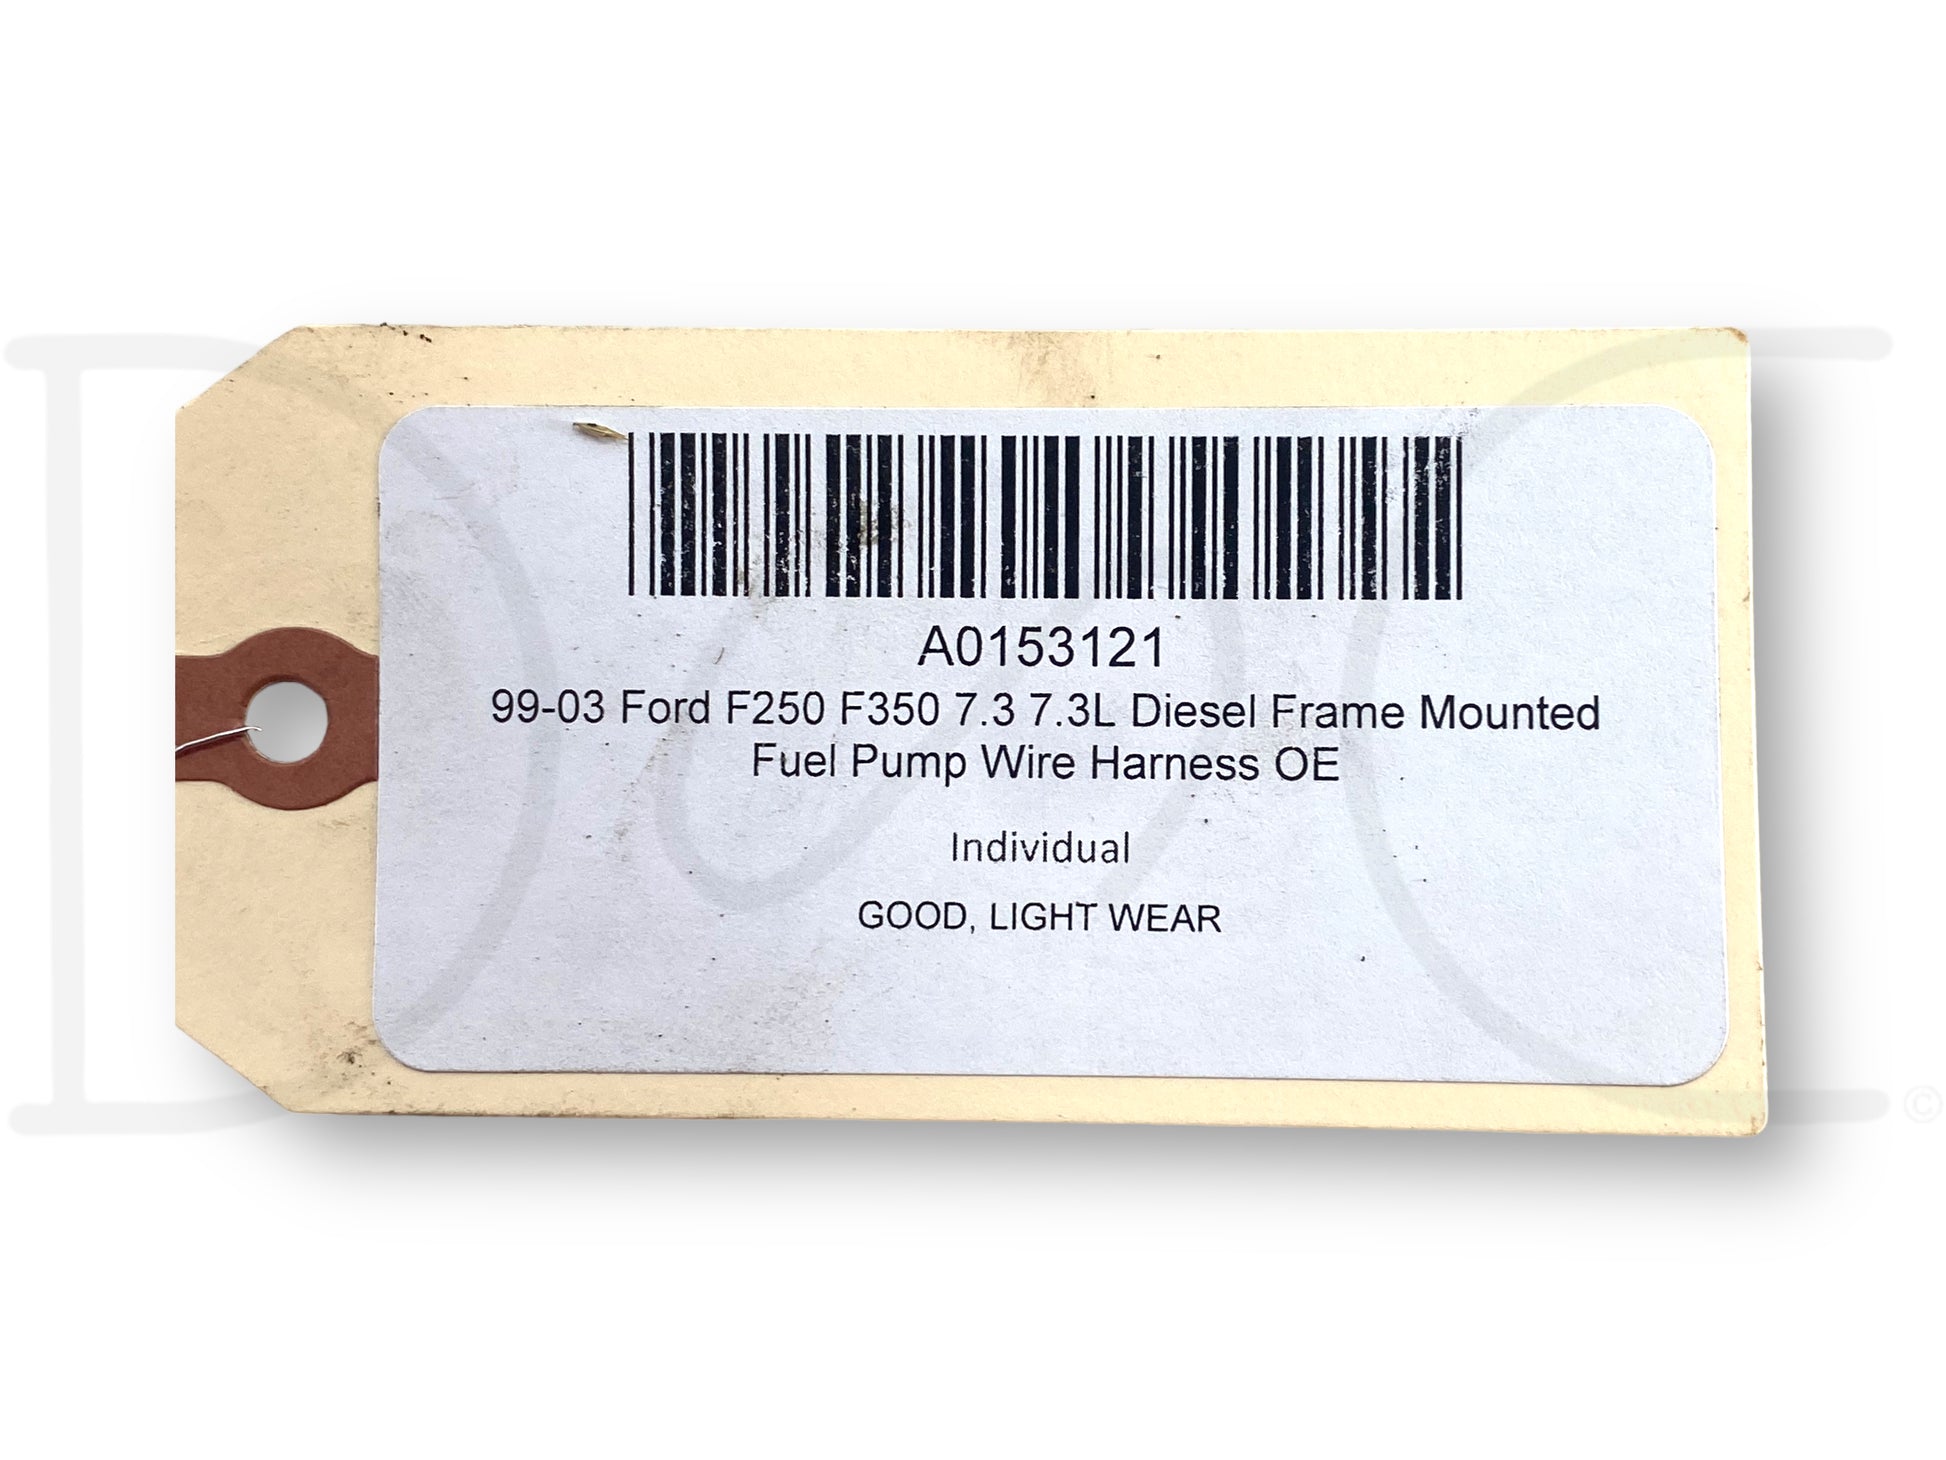 A0153121
99-03 Ford F250 F350 7.3 7.3L Diesel Frame Mounted
Fuel Pump Wire Harness OE
Individual
GOOD, LIGHT WEAR
©